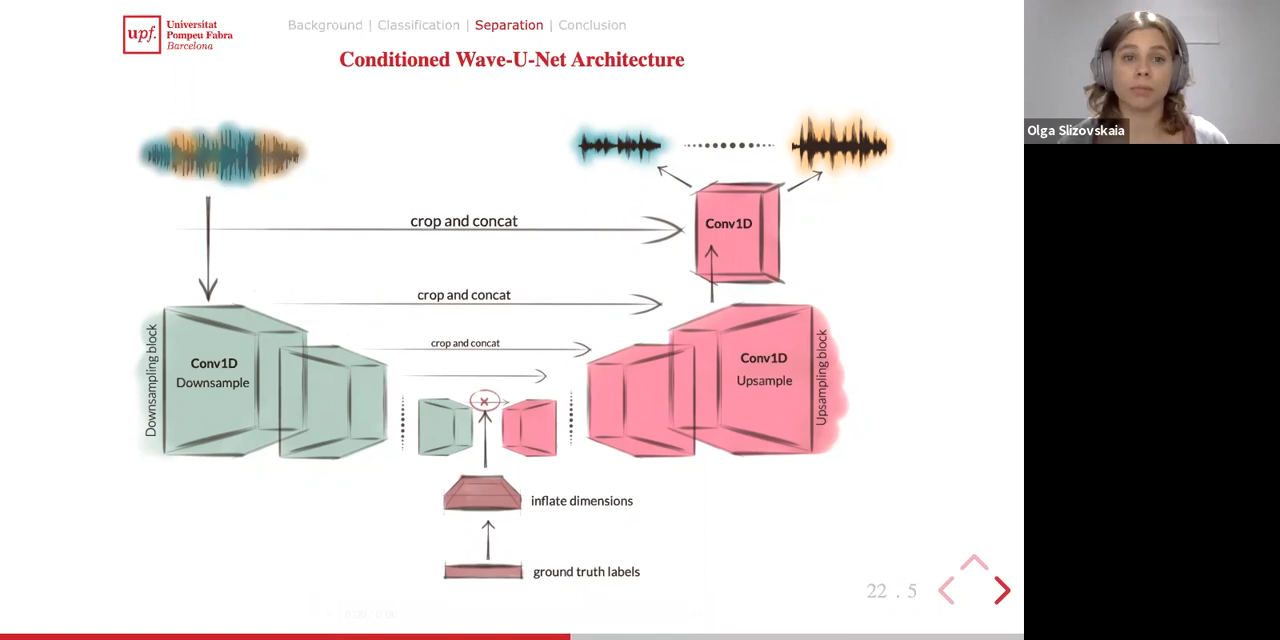 upf.
Universitat
Pompeu Fabra
Barcelona
Background | Classification | Separation | Conclusion
Conditioned Wave-U-Net Architecture
Olga Slizovskaia
crop and concat
Conv1D
crop and concat
crop and concat
Downsampling block
Conv1D
Downsample
Conv1D
Upsample
Upsampling block
inflate dimensions
ground truth labels
22 . 5